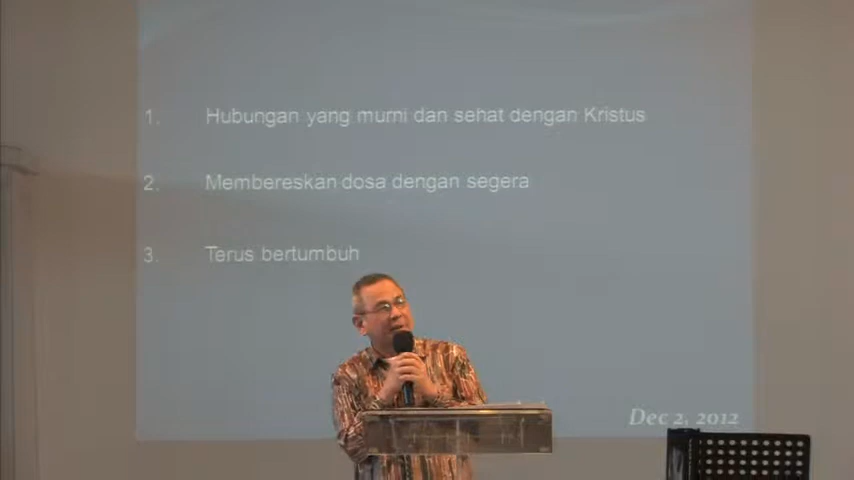 1. Hubungan yang murni dan sehat dengan Kristus
2. Membereskan dosa dengan segera
3. Terus bertumbuh
Dec 2, 2012